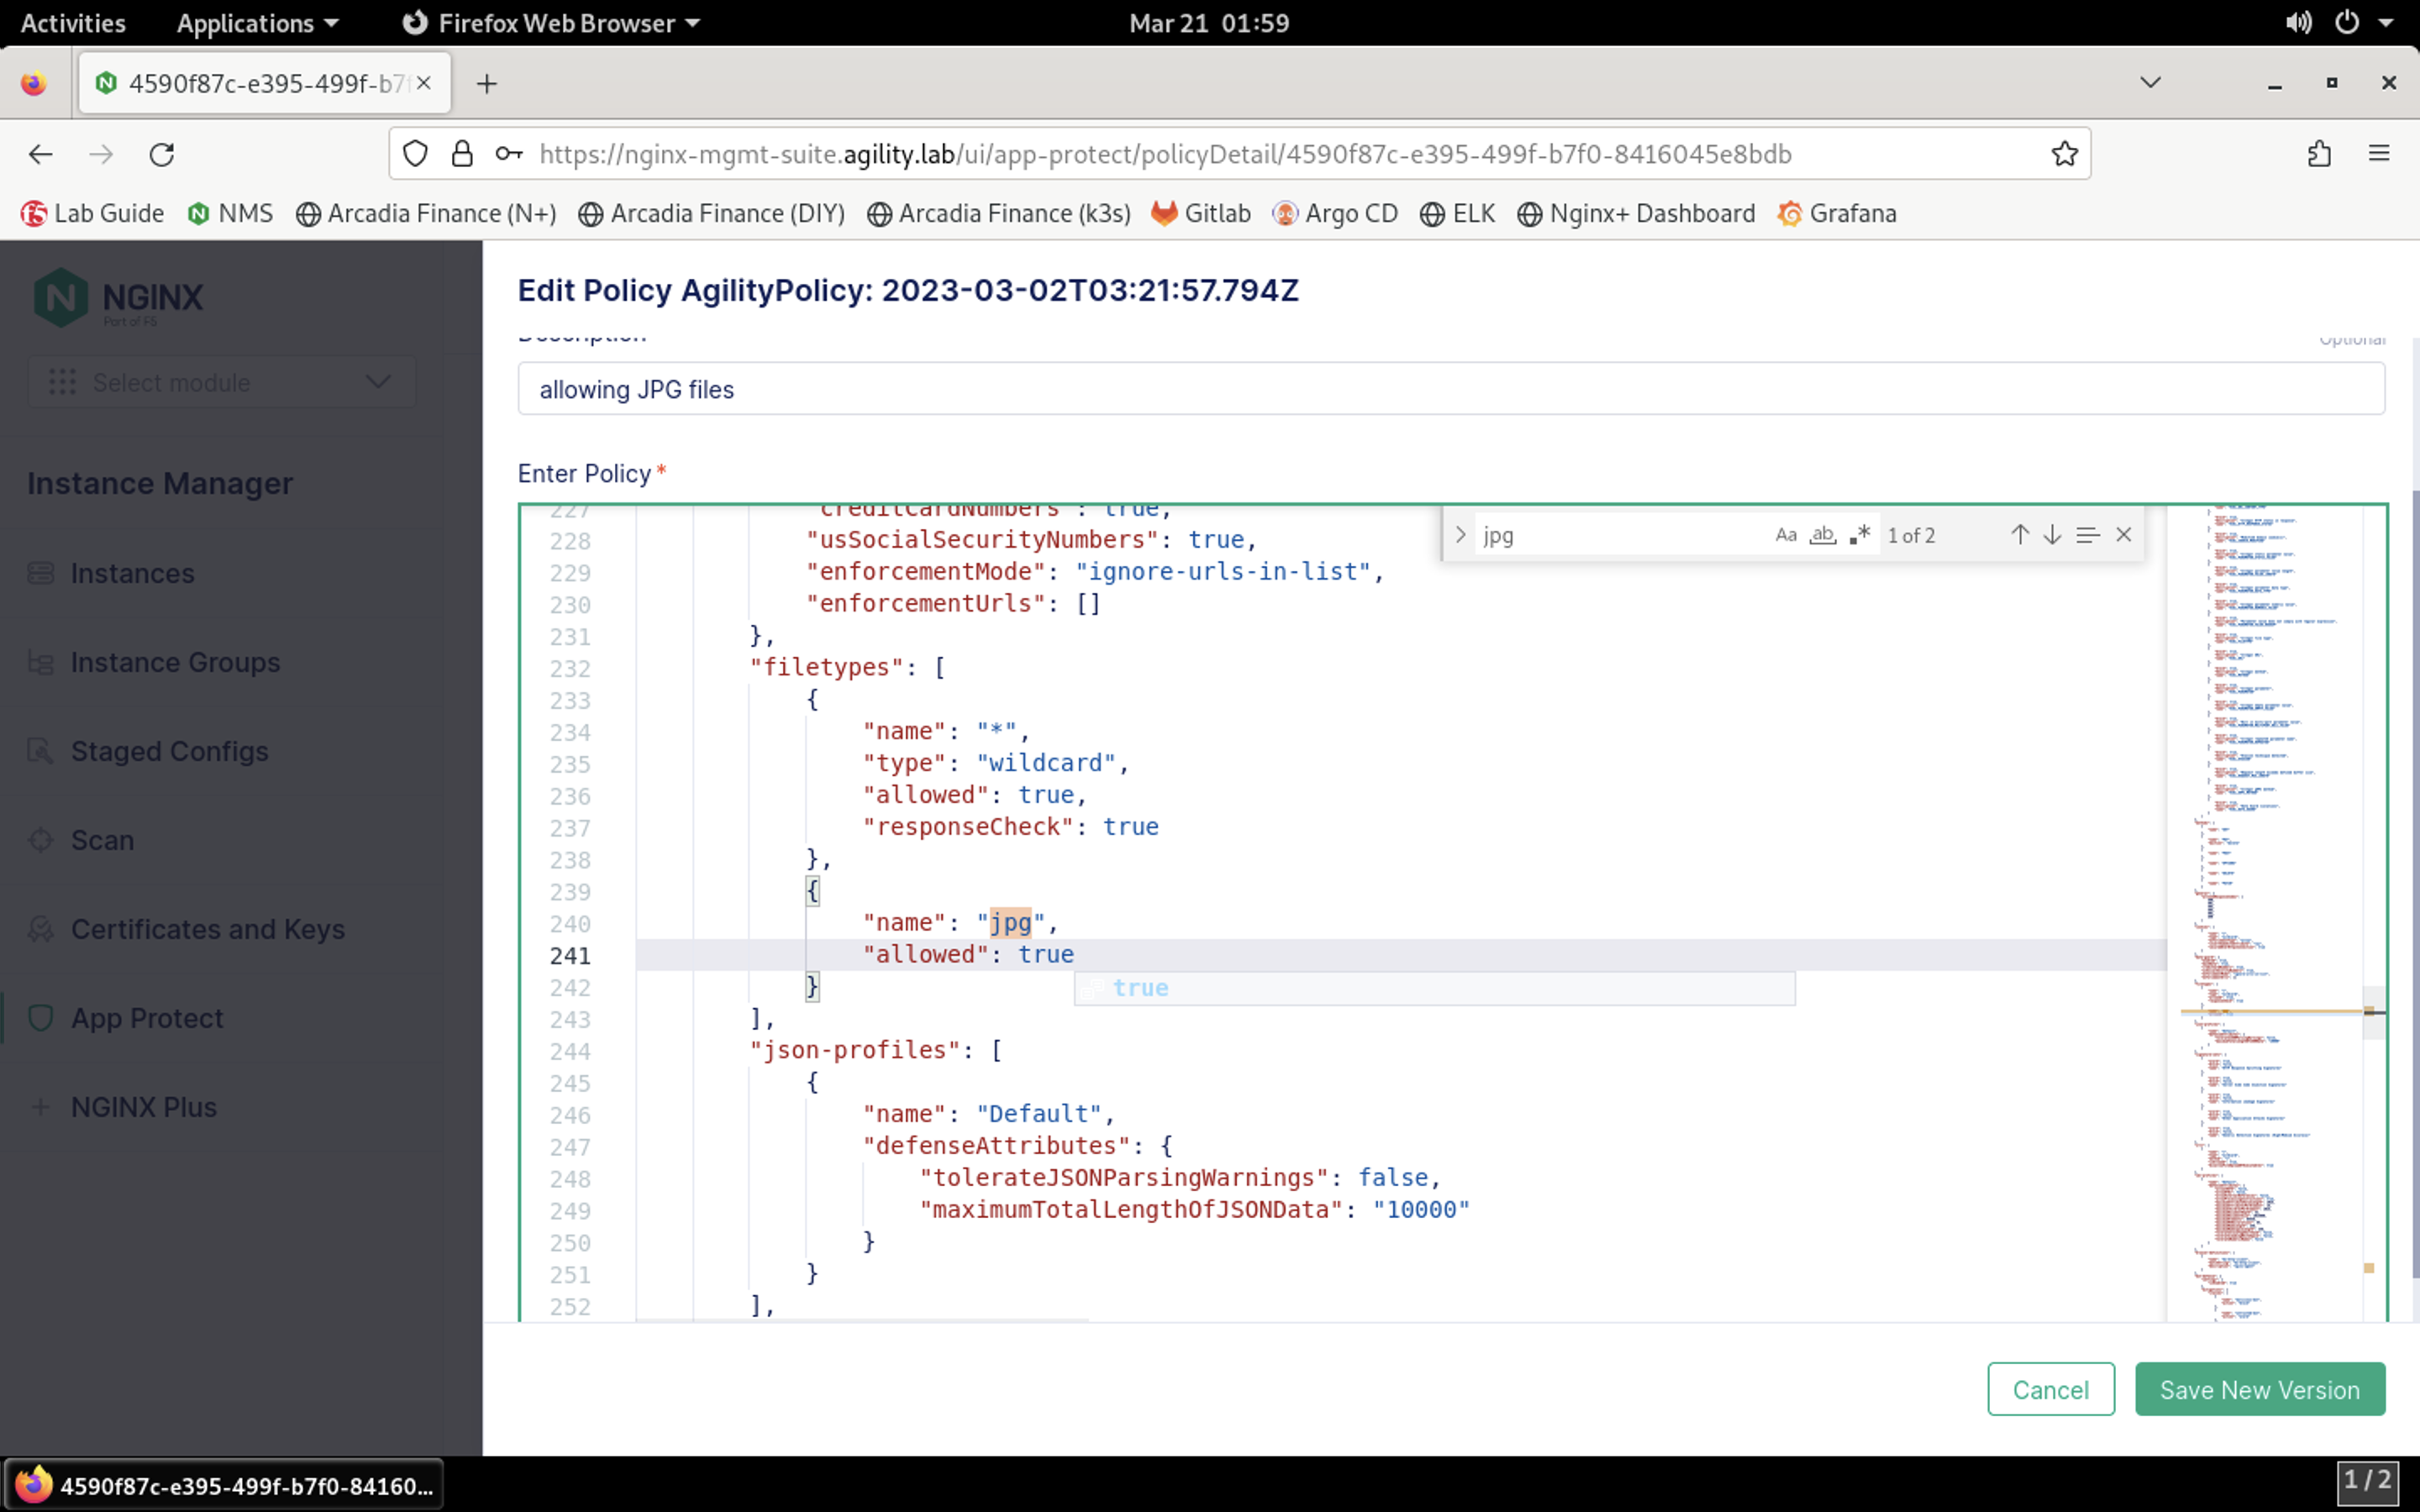 Activities Applications Firefox Web Browser Mar 21 01:59
4590f87c-e395-499f-b7f
https://nginx-mgmt-suite.agility.lab/ui/app-protect/policyDetail/4590f87c-e395-499f-b7f0-8416045e8bdb
Lab Guide NMS Arcadia Finance (N+) Arcadia Finance (DIY) Arcadia Finance (k3s) Gitlab Argo CD ELK Nginx+ Dashboard Grafana
NGINX
Part of F5
Select module
Instance Manager
Instances
Instance Groups
Staged Configs
Scan
Certificates and Keys
App Protect
NGINX Plus
Edit Policy AgilityPolicy: 2023-03-02T03:21:57.794Z
Description Optional
allowing JPG files
Enter Policy *
jpg Aa ab .* 1 of 2
227 "creditCardNumbers": true,
228 "usSocialSecurityNumbers": true,
229 "enforcementMode": "ignore-urls-in-list",
230 "enforcementUrls": []
231 },
232 "filetypes": [
233 {
234 "name": "*",
235 "type": "wildcard",
236 "allowed": true,
237 "responseCheck": true
238 },
239 {
240 "name": "jpg",
241 "allowed": true
242 }
true
243 ],
244 "json-profiles": [
245 {
246 "name": "Default",
247 "defenseAttributes": {
248 "tolerateJSONParsingWarnings": false,
249 "maximumTotalLengthOfJSONData": "10000"
250 }
251 }
252 ],
Cancel Save New Version
4590f87c-e395-499f-b7f0-84160... 1 / 2